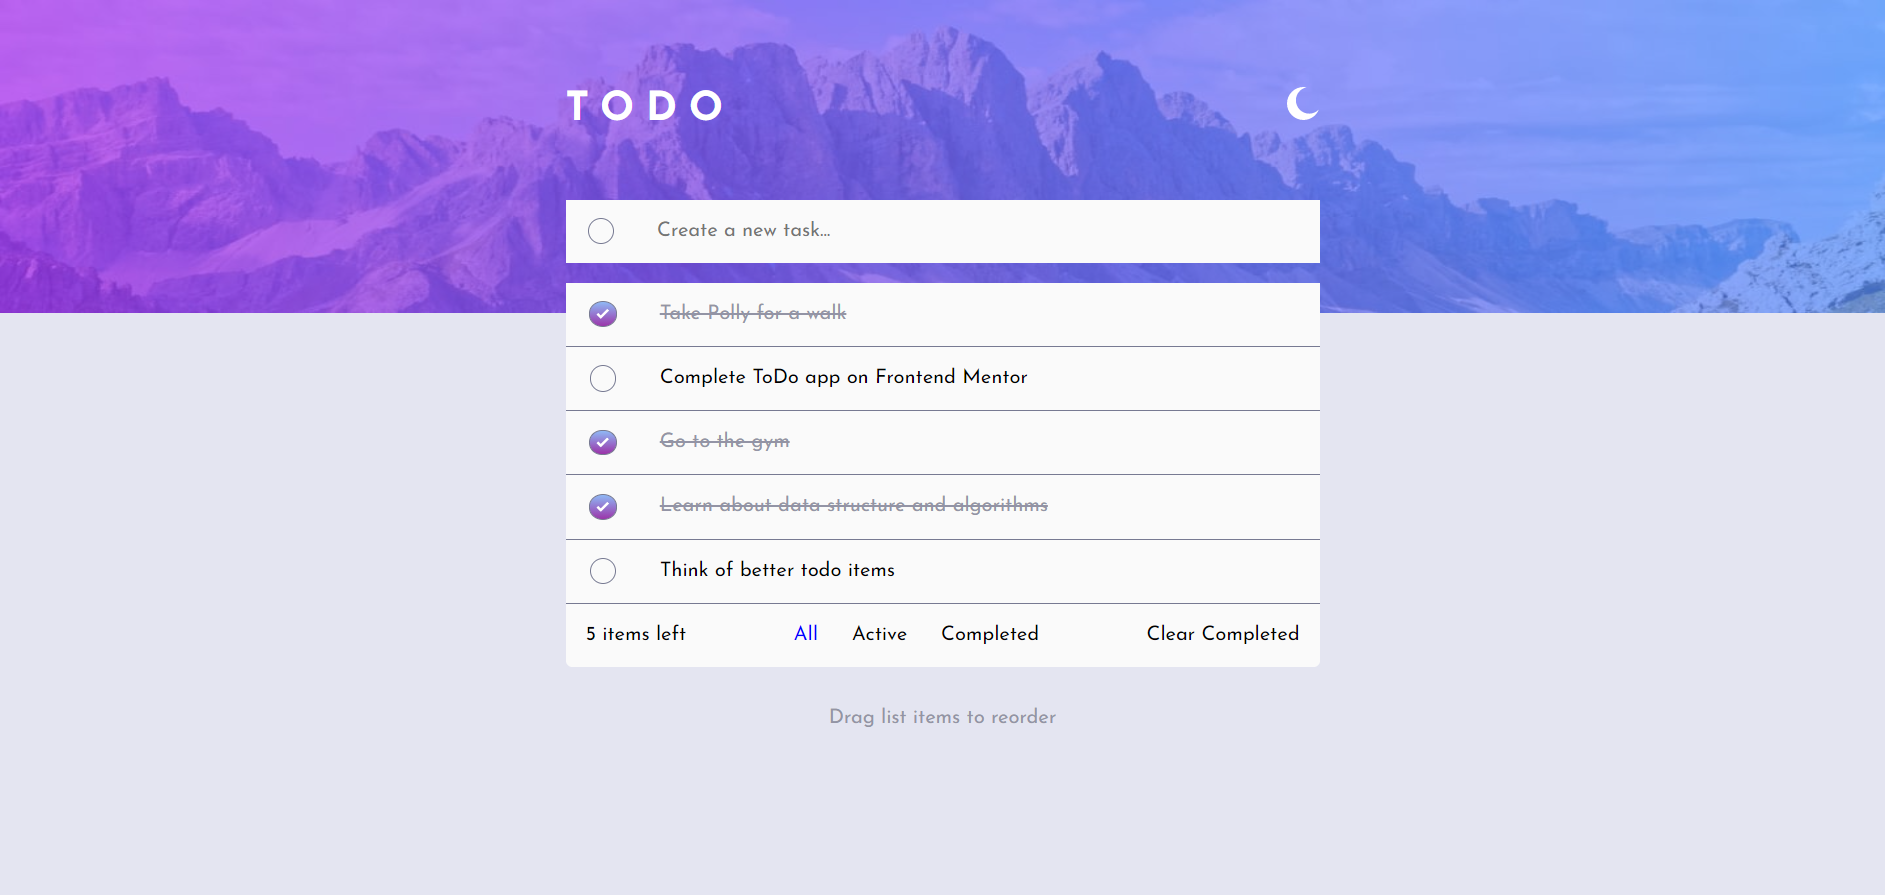 TODO
Create a new task...
Take Polly for a walk
Complete ToDo app on Frontend Mentor
Go to the gym
Learn about data structure and algorithms
Think of better todo items
5 items left All Active Completed Clear Completed
Drag list items to reorder